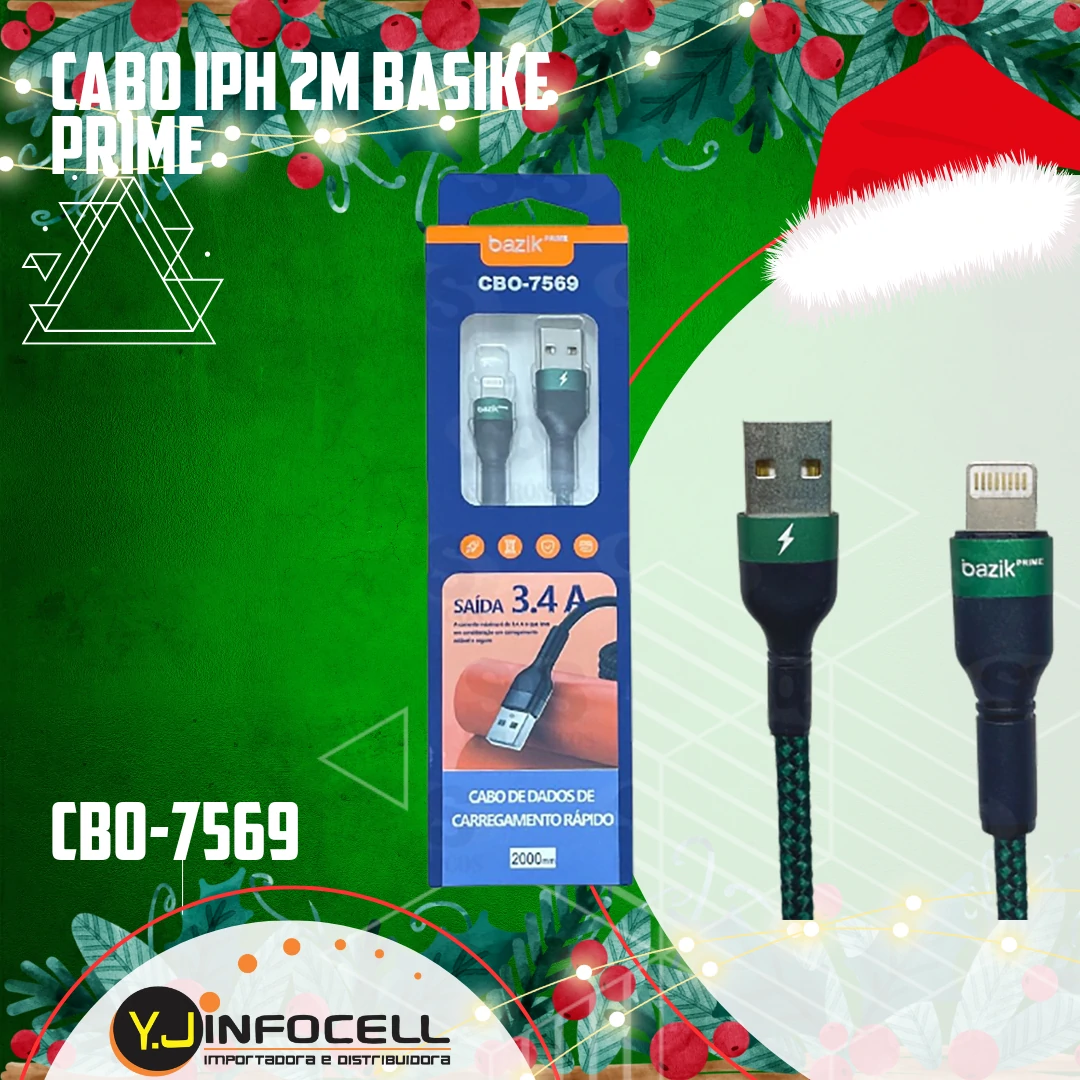 CABO IPH 2M BASIKE
PRIME
bazik PRIME
CBO-7569
bazik
SAÍDA 3.4 A
CABO DE DADOS DE
CARREGAMENTO RÁPIDO
2000mm
bazik PRIME
CBO-7569
Y.J INFOCELL
IMPORTADORA E DISTRIBUIDORA